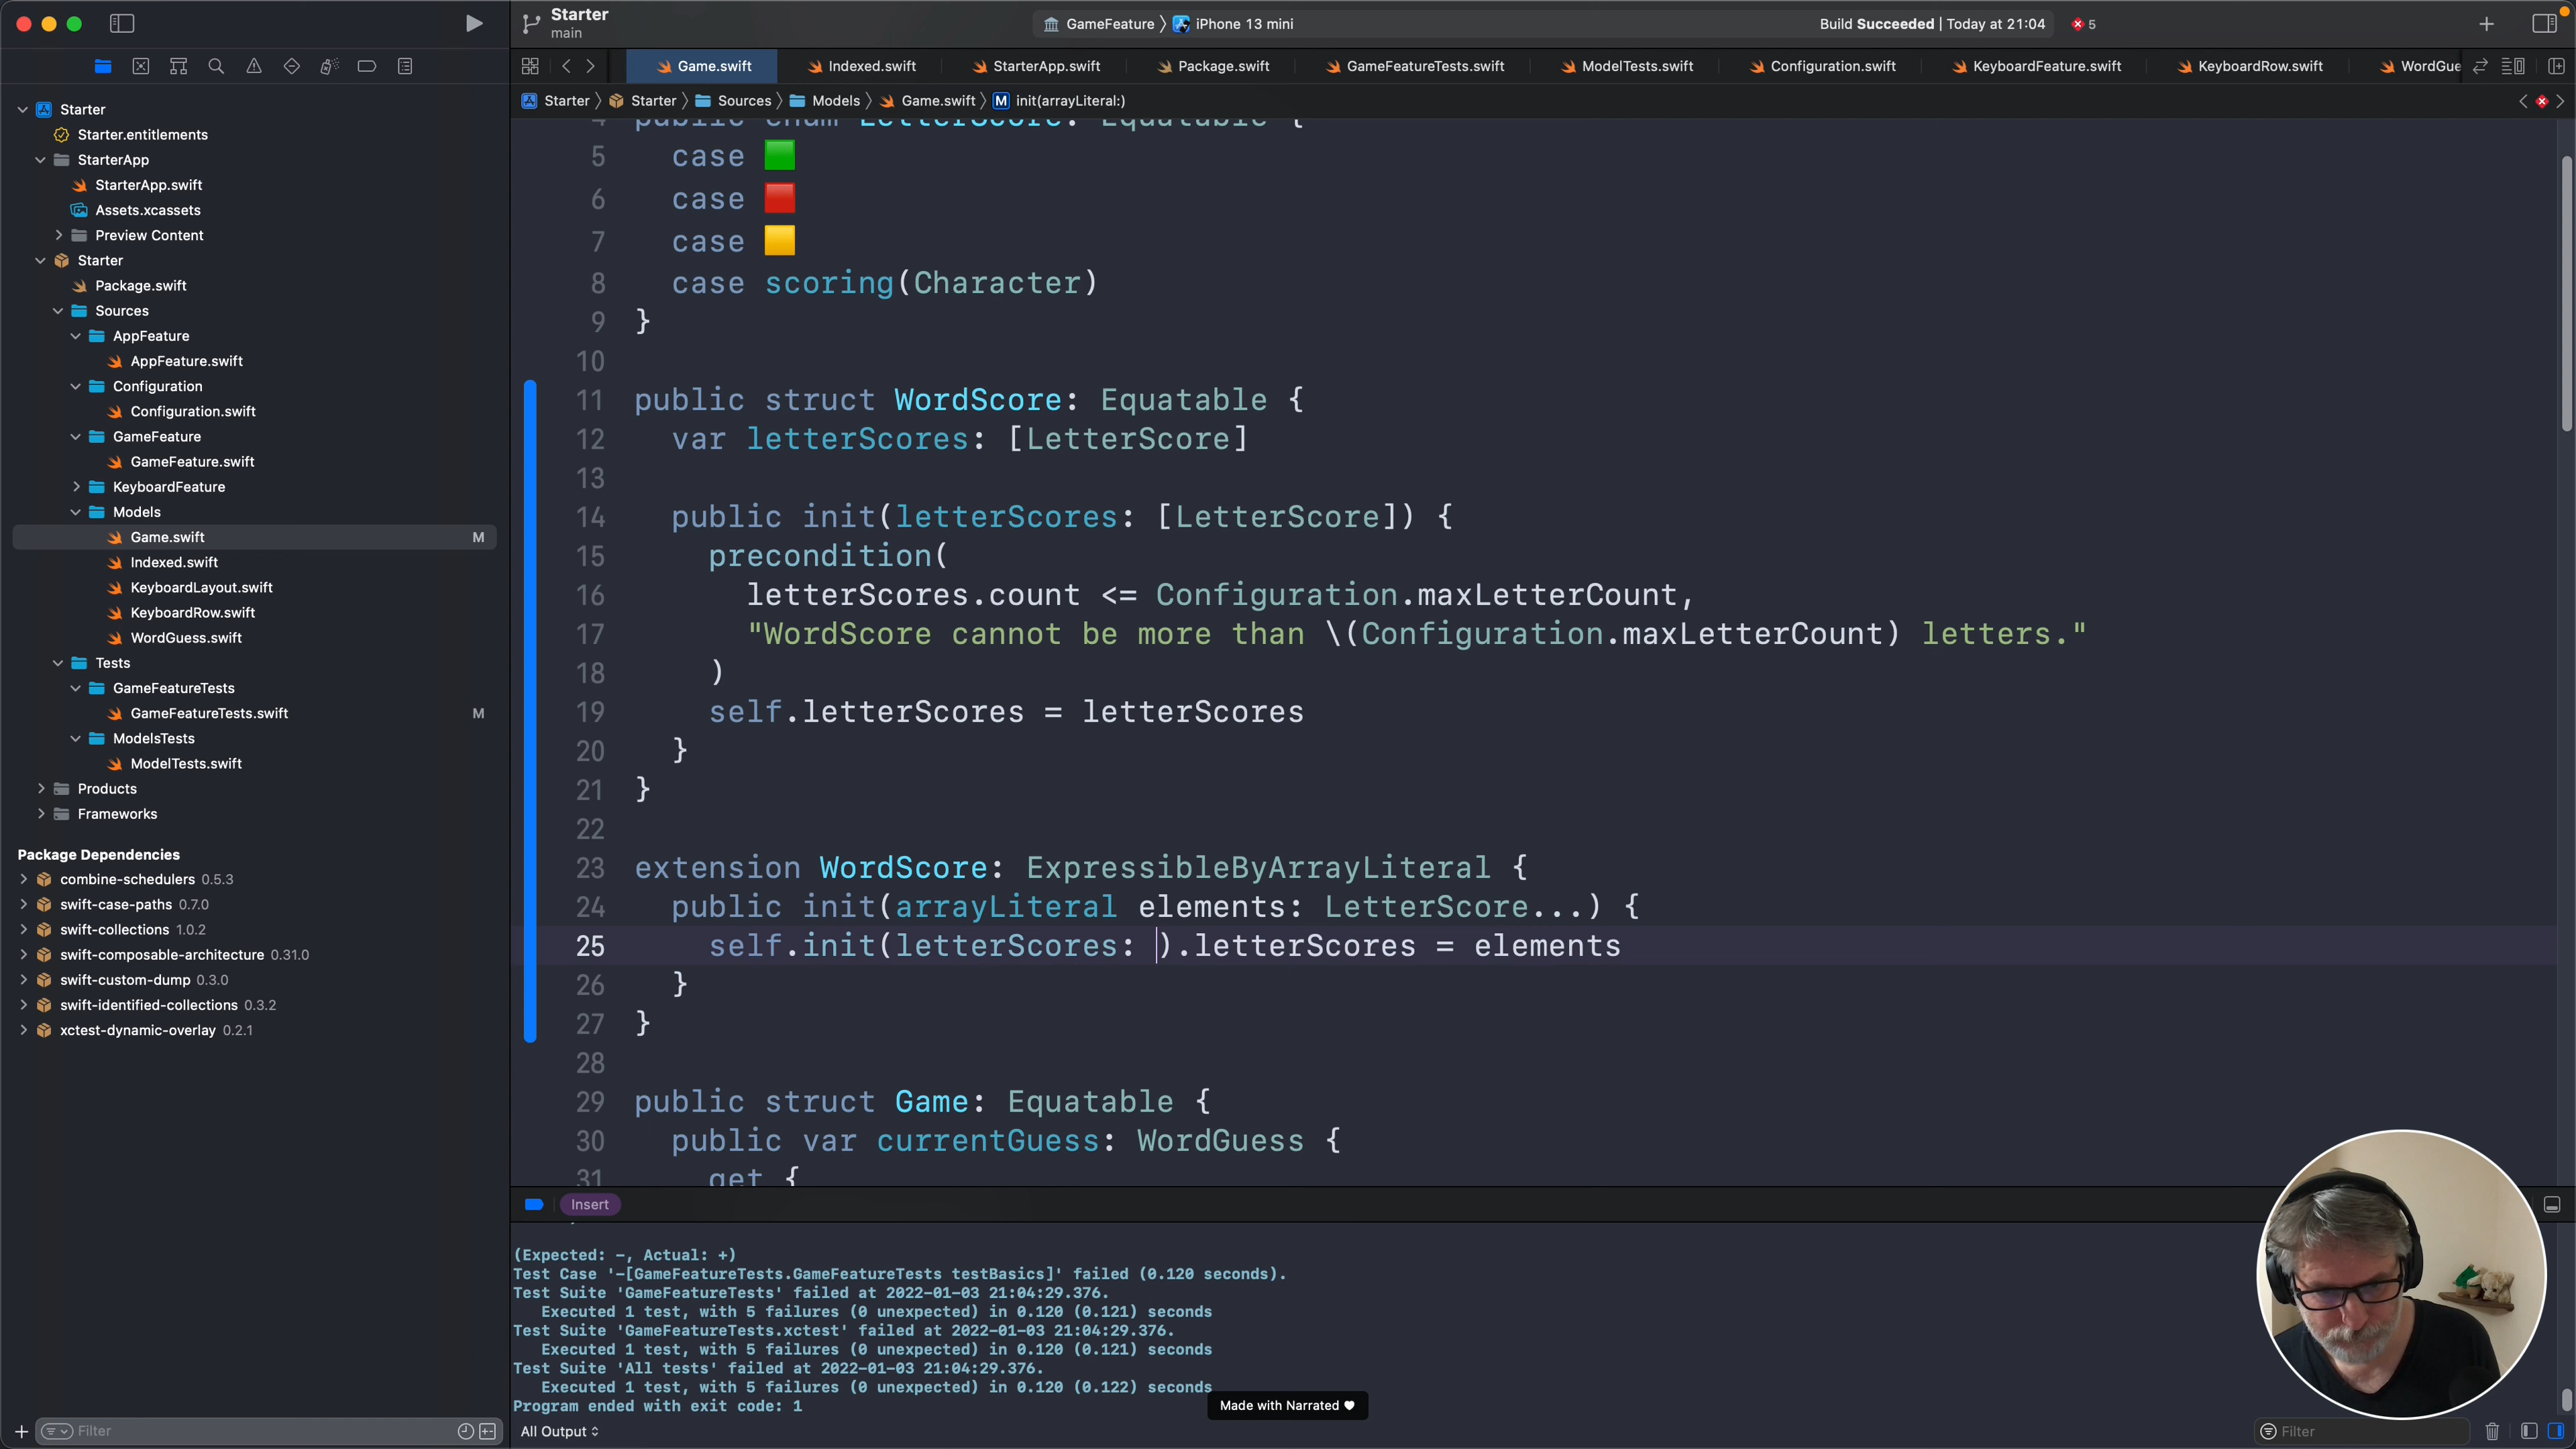 Starter
main
GameFeature
iPhone 13 mini
Build Succeeded | Today at 21:04
5
Game.swift
Indexed.swift
StarterApp.swift
Package.swift
GameFeatureTests.swift
ModelTests.swift
Configuration.swift
KeyboardFeature.swift
KeyboardRow.swift
WordGue
Starter
Starter
Sources
Models
Game.swift
M init(arrayLiteral:)
Starter
Starter.entitlements
StarterApp
StarterApp.swift
Assets.xcassets
Preview Content
Starter
Package.swift
Sources
AppFeature
AppFeature.swift
Configuration
Configuration.swift
GameFeature
GameFeature.swift
KeyboardFeature
Models
Game.swift M
Indexed.swift
KeyboardLayout.swift
KeyboardRow.swift
WordGuess.swift
Tests
GameFeatureTests
GameFeatureTests.swift M
ModelsTests
ModelTests.swift
Products
Frameworks
Package Dependencies
combine-schedulers 0.5.3
swift-case-paths 0.7.0
swift-collections 1.0.2
swift-composable-architecture 0.31.0
swift-custom-dump 0.3.0
swift-identified-collections 0.3.2
xctest-dynamic-overlay 0.2.1
Filter
4 public enum LetterScore: Equatable {
5 case 🟩
6 case 🟥
7 case 🟨
8 case scoring(Character)
9 }
10
11 public struct WordScore: Equatable {
12 var letterScores: [LetterScore]
13
14 public init(letterScores: [LetterScore]) {
15 precondition(
16 letterScores.count <= Configuration.maxLetterCount,
17 "WordScore cannot be more than \(Configuration.maxLetterCount) letters."
18 )
19 self.letterScores = letterScores
20 }
21 }
22
23 extension WordScore: ExpressibleByArrayLiteral {
24 public init(arrayLiteral elements: LetterScore...) {
25 self.init(letterScores: ).letterScores = elements
26 }
27 }
28
29 public struct Game: Equatable {
30 public var currentGuess: WordGuess {
31 get {
Insert
(Expected: −, Actual: +)
Test Case '-[GameFeatureTests.GameFeatureTests testBasics]' failed (0.120 seconds).
Test Suite 'GameFeatureTests' failed at 2022-01-03 21:04:29.376.
Executed 1 test, with 5 failures (0 unexpected) in 0.120 (0.121) seconds
Test Suite 'GameFeatureTests.xctest' failed at 2022-01-03 21:04:29.376.
Executed 1 test, with 5 failures (0 unexpected) in 0.120 (0.121) seconds
Test Suite 'All tests' failed at 2022-01-03 21:04:29.376.
Executed 1 test, with 5 failures (0 unexpected) in 0.120 (0.122) seconds
Program ended with exit code: 1
Made with Narrated ♥
All Output
Filter